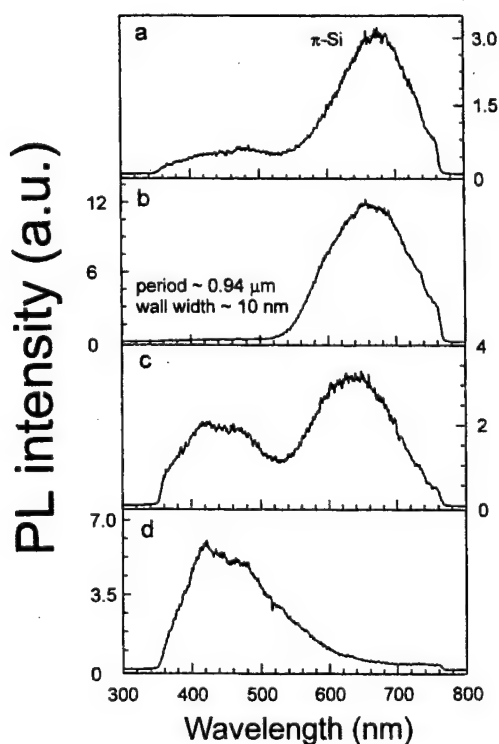 PL intensity (a.u.)
a
π-Si
3.0
1.5
0
b
12
6
0
period ~ 0.94 μm
wall width ~ 10 nm
c
4
2
0
d
7.0
3.5
0
300 400 500 600 700 800
Wavelength (nm)